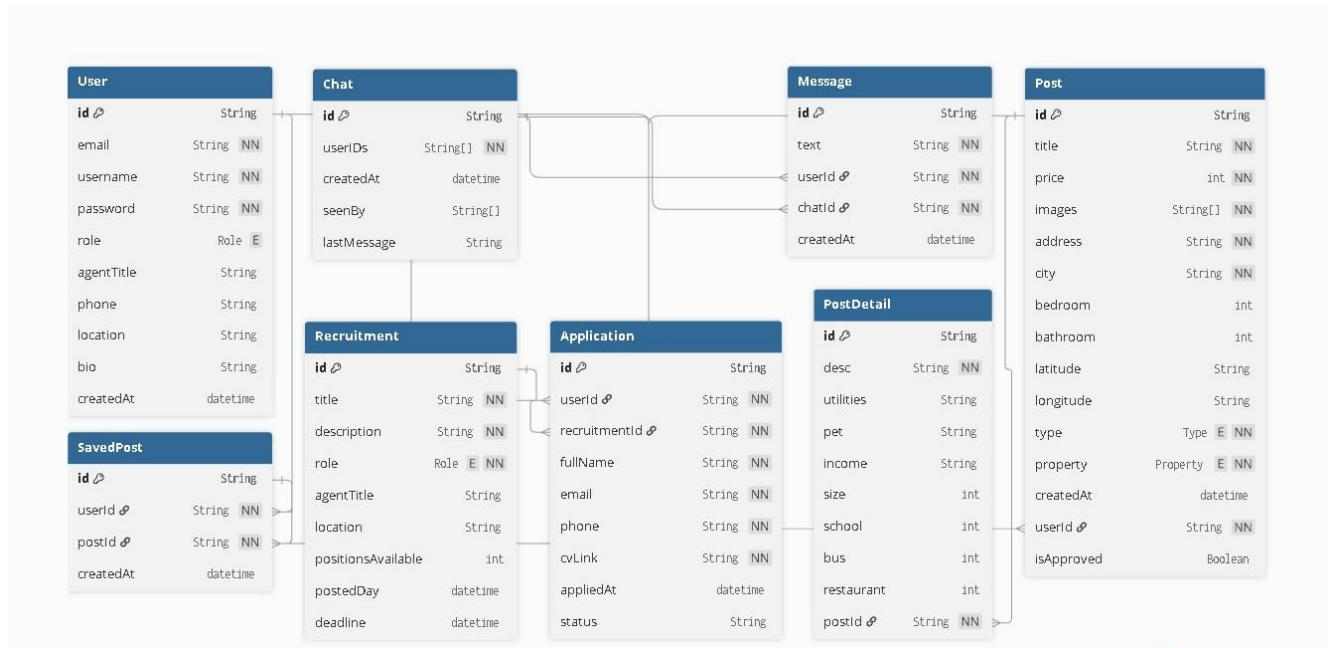 User
id String
email String NN
username String NN
password String NN
role Role E
agentTitle String
phone String
location String
bio String
createdAt datetime
SavedPost
id String
userId String NN
postId String NN
createdAt datetime
Chat
id String
userIDs String[] NN
createdAt datetime
seenBy String[]
lastMessage String
Recruitment
id String
title String NN
description String NN
role Role E NN
agentTitle String
location String
positionsAvailable int
postedDay datetime
deadline datetime
Application
id String
userId String NN
recruitmentId String NN
fullName String NN
email String NN
phone String NN
cvLink String NN
appliedAt datetime
status String
Message
id String
text String NN
userId String NN
chatId String NN
createdAt datetime
PostDetail
id String
desc String NN
utilities String
pet String
income String
size int
school int
bus int
restaurant int
postId String NN
Post
id String
title String NN
price int NN
images String[] NN
address String NN
city String NN
bedroom int
bathroom int
latitude String
longitude String
type Type E NN
property Property E NN
createdAt datetime
userId String NN
isApproved Boolean